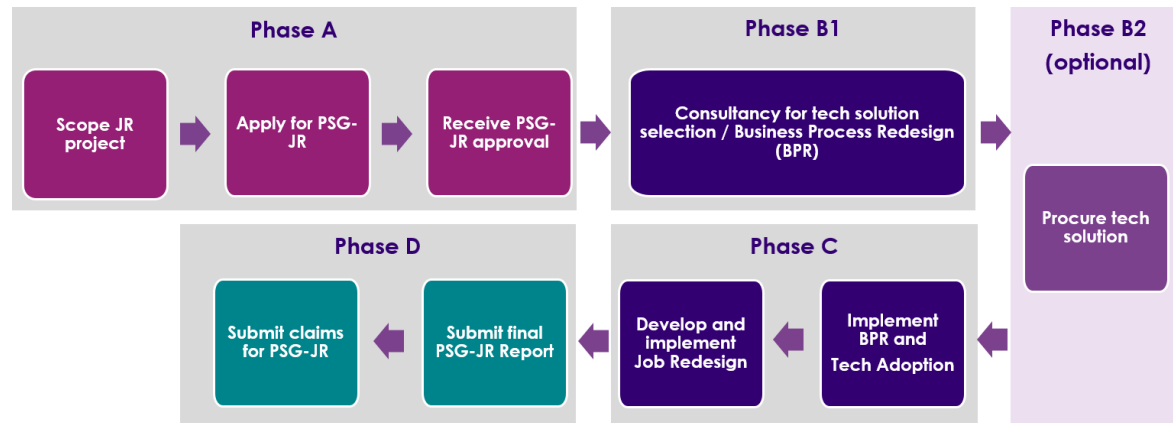 Phase A
Scope JR
project
Apply for PSG-
JR
Receive PSG-
JR approval
Phase B1
Consultancy for tech solution
selection / Business Process Redesign
(BPR)
Phase B2
(optional)
Procure tech
solution
Phase C
Implement
BPR and
Tech Adoption
Develop and
implement
Job Redesign
Phase D
Submit final
PSG-JR Report
Submit claims
for PSG-JR